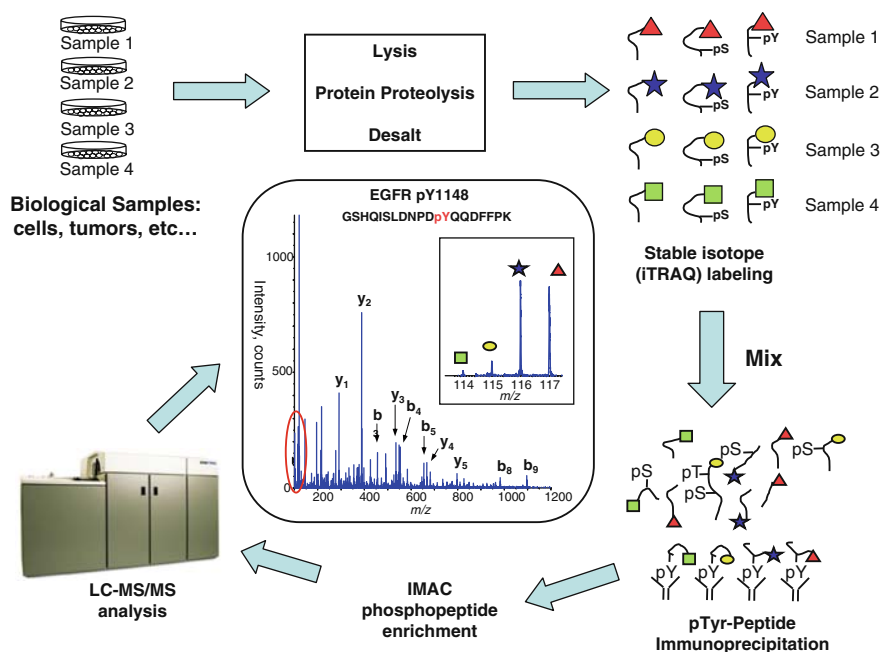 Sample 1
Sample 2
Sample 3
Sample 4
Biological Samples:
cells, tumors, etc…
Lysis
Protein Proteolysis
Desalt
pS
pY
Sample 1
pS
pY
Sample 2
pS
pY
Sample 3
pS
pY
Sample 4
Stable isotope
(iTRAQ) labeling
Mix
EGFR pY1148
GSHQISLDNPDpYQQDFFPK
Intensity, counts
1000
500
0
y1
y2
b
3
y3
b4
b5
y4
y5
b8
b9
200 400 600 800 1000 1200
m/z
114 115 116 117
m/z
pS
pS
pS
pT
pS
pY pY pY pY
pTyr-Peptide
Immunoprecipitation
IMAC
phosphopeptide
enrichment
LC-MS/MS
analysis